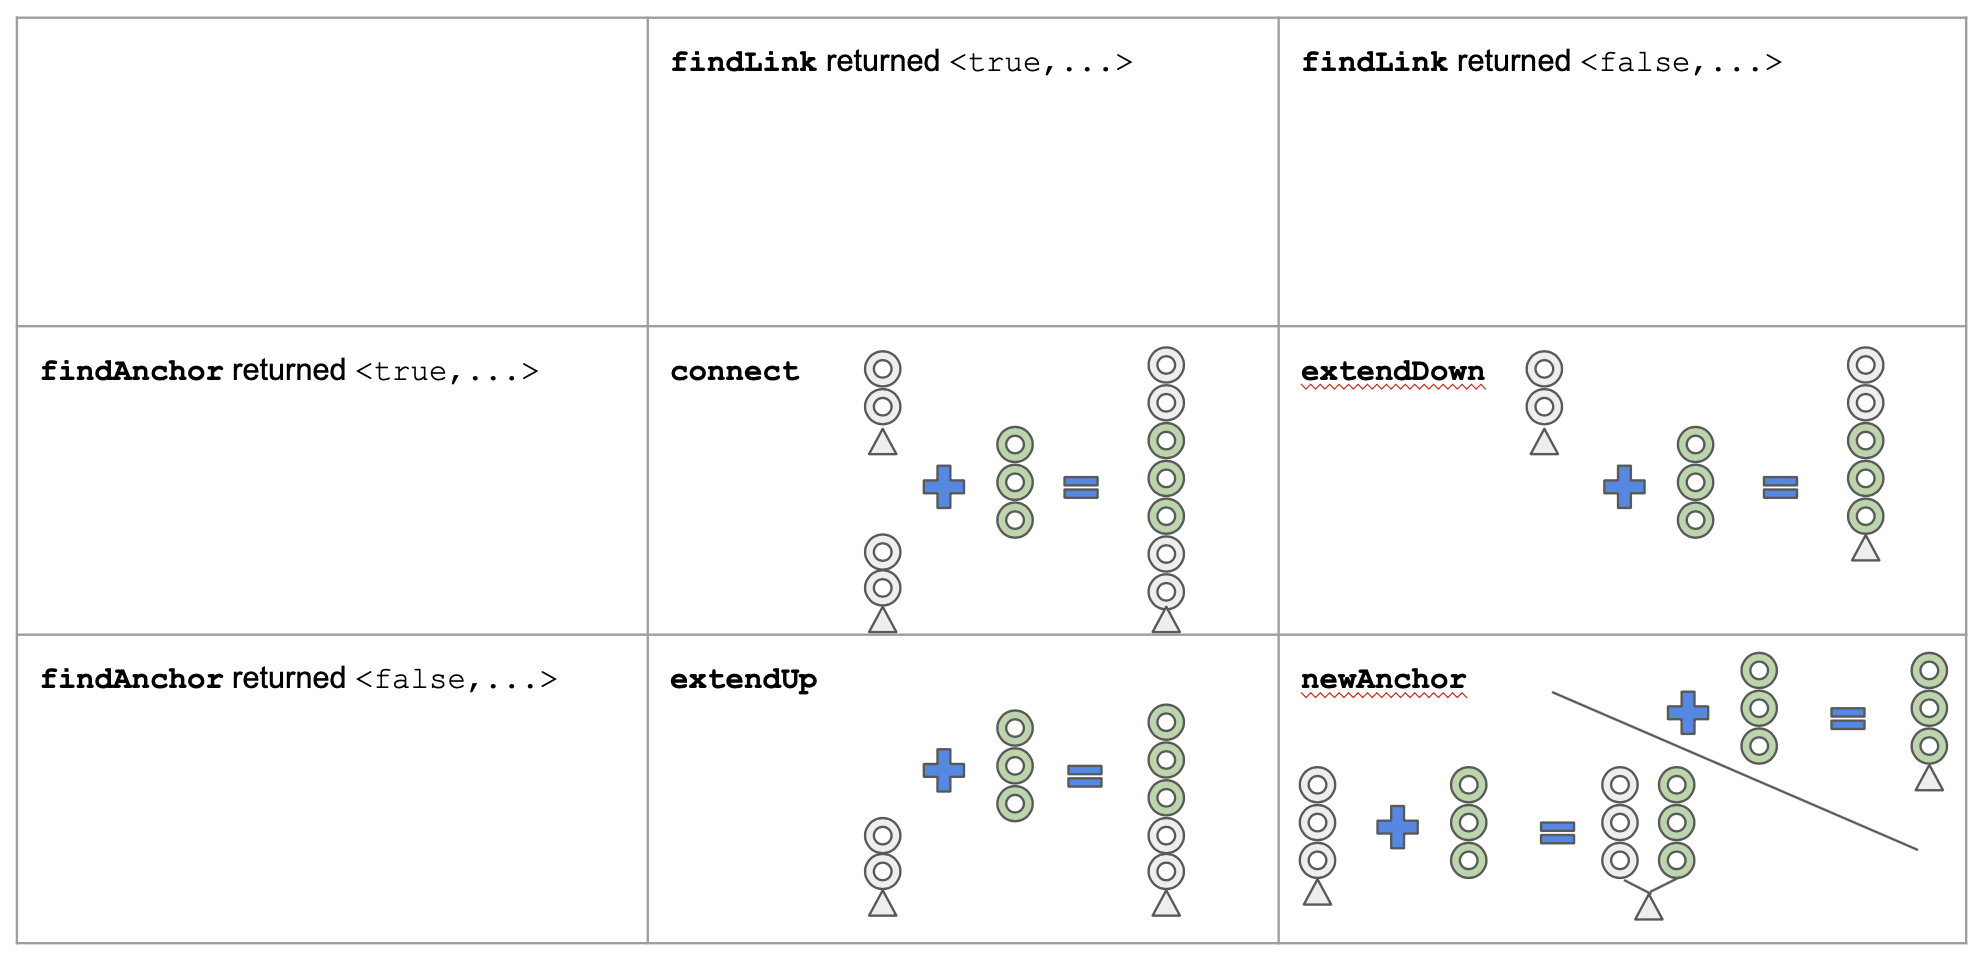 findLink returned <true,...>
findLink returned <false,...>
findAnchor returned <true,...>
connect
extendDown
findAnchor returned <false,...>
extendUp
newAnchor